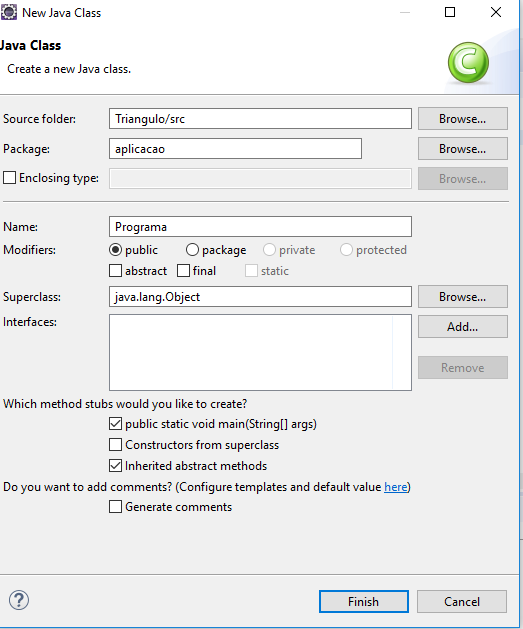 New Java Class
Java Class
Create a new Java class.
Source folder: Triangulo/src Browse...
Package: aplicacao Browse...
Enclosing type: Browse...
Name: Programa
Modifiers: public package private protected
abstract final static
Superclass: java.lang.Object Browse...
Interfaces: Add...
Remove
Which method stubs would you like to create?
public static void main(String[] args)
Constructors from superclass
Inherited abstract methods
Do you want to add comments? (Configure templates and default value here)
Generate comments
? Finish Cancel